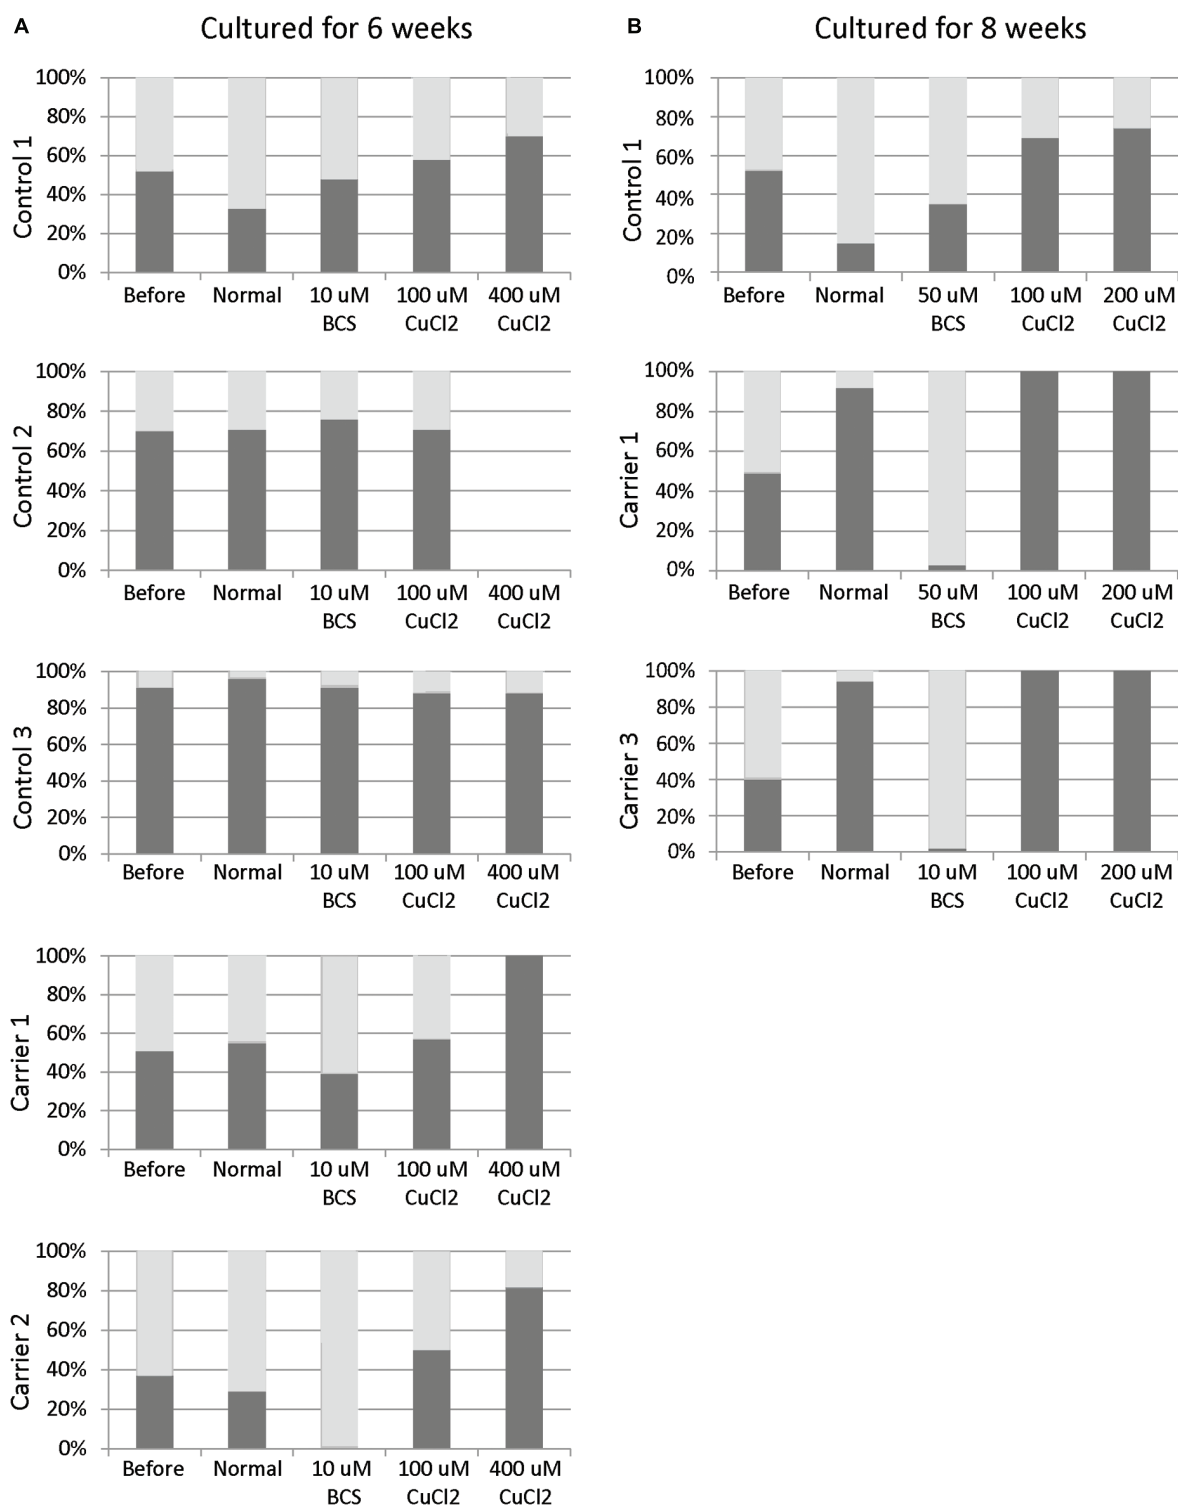 A
Cultured for 6 weeks
Control 1
100%
80%
60%
40%
20%
0%
Before Normal 10 uM 100 uM 400 uM
BCS CuCl2 CuCl2
Control 2
100%
80%
60%
40%
20%
0%
Before Normal 10 uM 100 uM 400 uM
BCS CuCl2 CuCl2
Control 3
100%
80%
60%
40%
20%
0%
Before Normal 10 uM 100 uM 400 uM
BCS CuCl2 CuCl2
Carrier 1
100%
80%
60%
40%
20%
0%
Before Normal 10 uM 100 uM 400 uM
BCS CuCl2 CuCl2
Carrier 2
100%
80%
60%
40%
20%
0%
Before Normal 10 uM 100 uM 400 uM
BCS CuCl2 CuCl2
B
Cultured for 8 weeks
Control 1
100%
80%
60%
40%
20%
0%
Before Normal 50 uM 100 uM 200 uM
BCS CuCl2 CuCl2
Carrier 1
100%
80%
60%
40%
20%
0%
Before Normal 50 uM 100 uM 200 uM
BCS CuCl2 CuCl2
Carrier 3
100%
80%
60%
40%
20%
0%
Before Normal 10 uM 100 uM 200 uM
BCS CuCl2 CuCl2